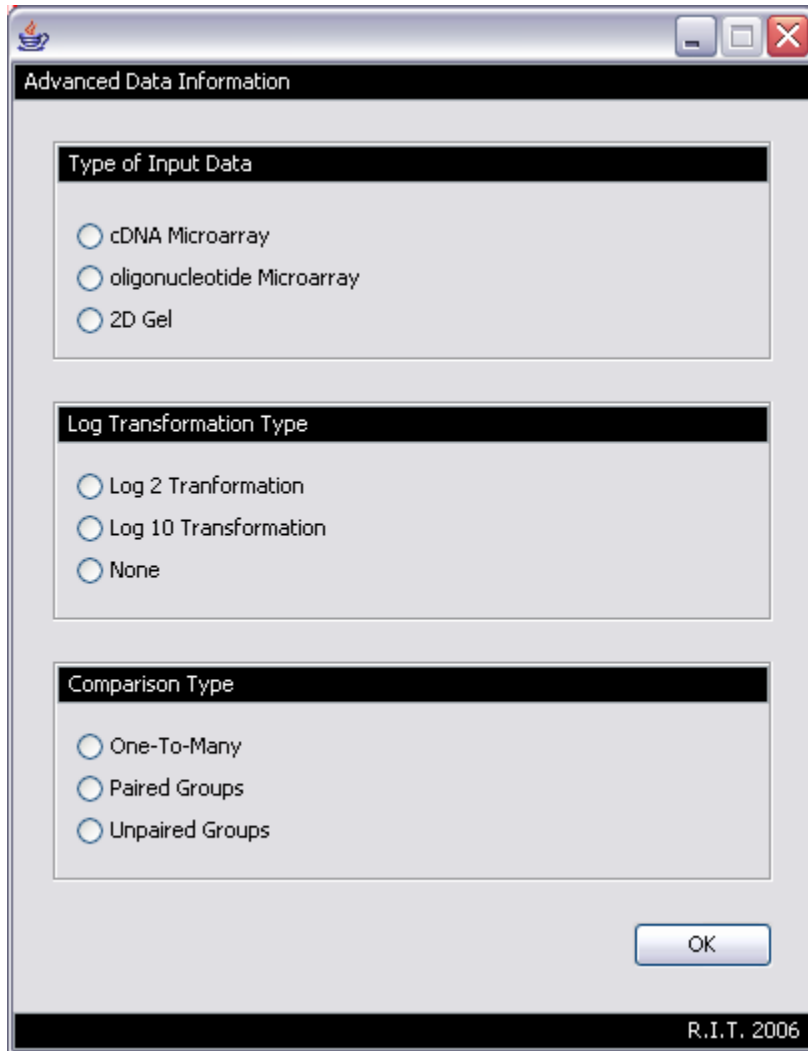 Advanced Data Information
Type of Input Data
cDNA Microarray
oligonucleotide Microarray
2D Gel
Log Transformation Type
Log 2 Tranformation
Log 10 Transformation
None
Comparison Type
One-To-Many
Paired Groups
Unpaired Groups
OK
R.I.T. 2006